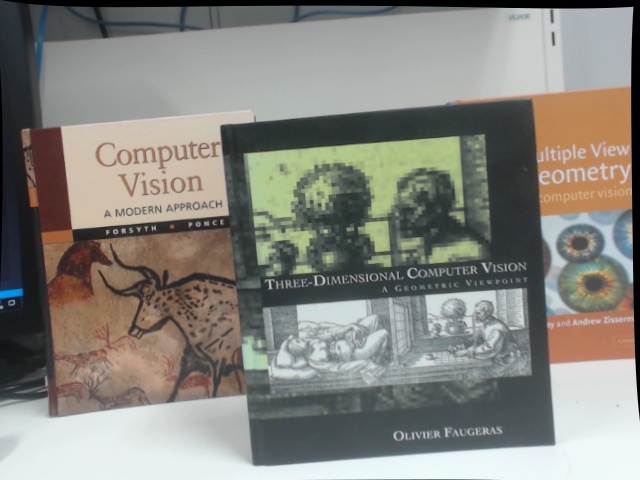 Computer
Vision
A MODERN APPROACH
FORSYTH PONCE
THREE-DIMENSIONAL COMPUTER VISION
A GEOMETRIC VIEWPOINT
OLIVIER FAUGERAS
ultiple View
eometry
computer vision
ey and Andrew Zisserm